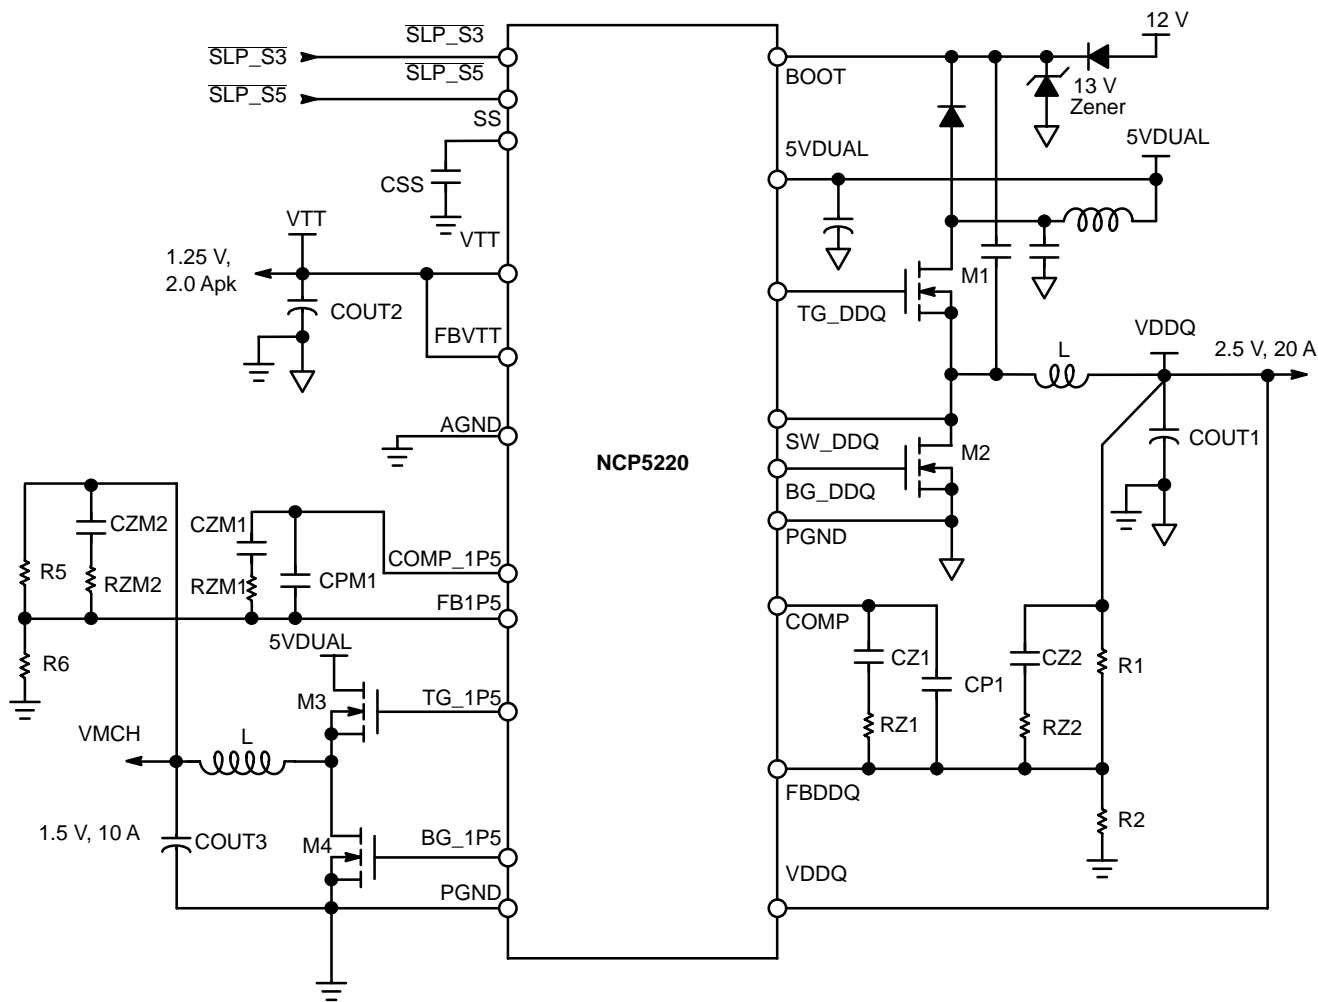 SLP_S3
SLP_S3
SLP_S5
SLP_S5
SS
CSS
VTT
VTT
1.25 V,
2.0 Apk
COUT2
FBVTT
AGND
CZM2
CZM1
COMP_1P5
R5
RZM2
RZM1
CPM1
FB1P5
R6
5VDUAL
M3
TG_1P5
VMCH
L
1.5 V, 10 A
COUT3
M4
BG_1P5
PGND
NCP5220
12 V
BOOT
13 V
Zener
5VDUAL
5VDUAL
M1
TG_DDQ
VDDQ
L
2.5 V, 20 A
SW_DDQ
M2
COUT1
BG_DDQ
PGND
COMP
CZ1
CP1
CZ2
R1
RZ1
RZ2
FBDDQ
R2
VDDQ